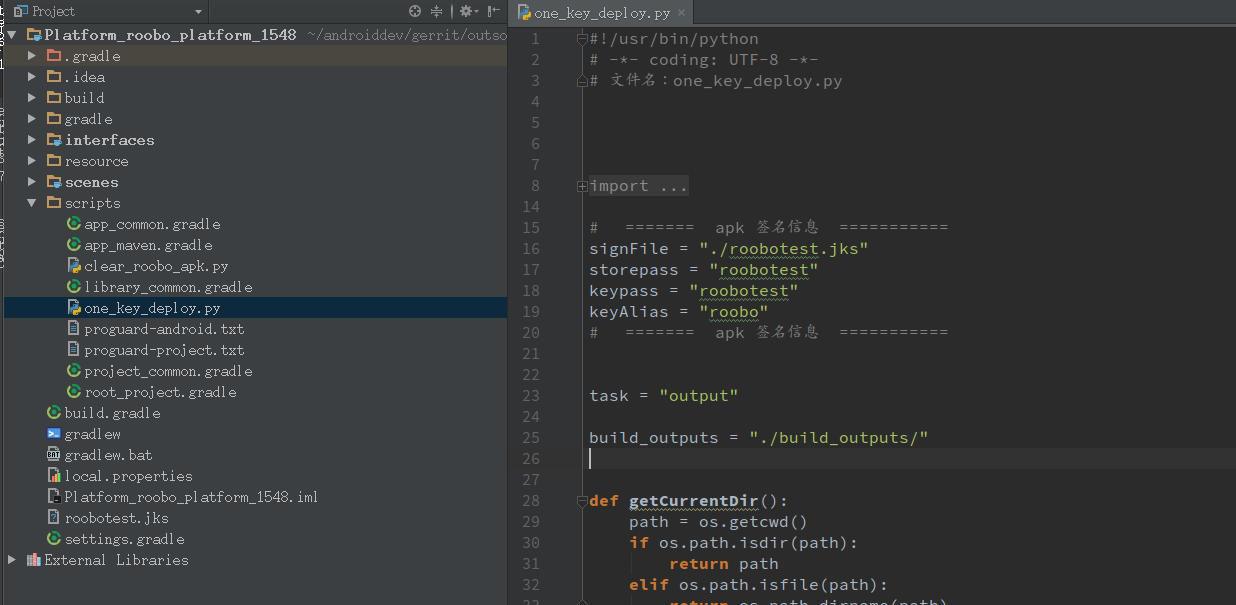 Project
Platform_roobo_platform_1548 ~/androiddev/gerrit/outso
.gradle
.idea
build
gradle
interfaces
resource
scenes
scripts
app_common.gradle
app_maven.gradle
clear_roobo_apk.py
library_common.gradle
one_key_deploy.py
proguard-android.txt
proguard-project.txt
project_common.gradle
root_project.gradle
build.gradle
gradlew
gradlew.bat
local.properties
Platform_roobo_platform_1548.iml
roobotest.jks
settings.gradle
External Libraries
one_key_deploy.py
1 #!/usr/bin/python
2 # -*- coding: UTF-8 -*-
3 # 文件名：one_key_deploy.py
4
5
6
7
8 import ...
14
15 # ======= apk 签名信息 ===========
16 signFile = "./roobotest.jks"
17 storepass = "roobotest"
18 keypass = "roobotest"
19 keyAlias = "roobo"
20 # ======= apk 签名信息 ===========
21
22
23 task = "output"
24
25 build_outputs = "./build_outputs/"
26
27
28 def getCurrentDir():
29 path = os.getcwd()
30 if os.path.isdir(path):
31 return path
32 elif os.path.isfile(path):
33 return os.path.dirname(path)